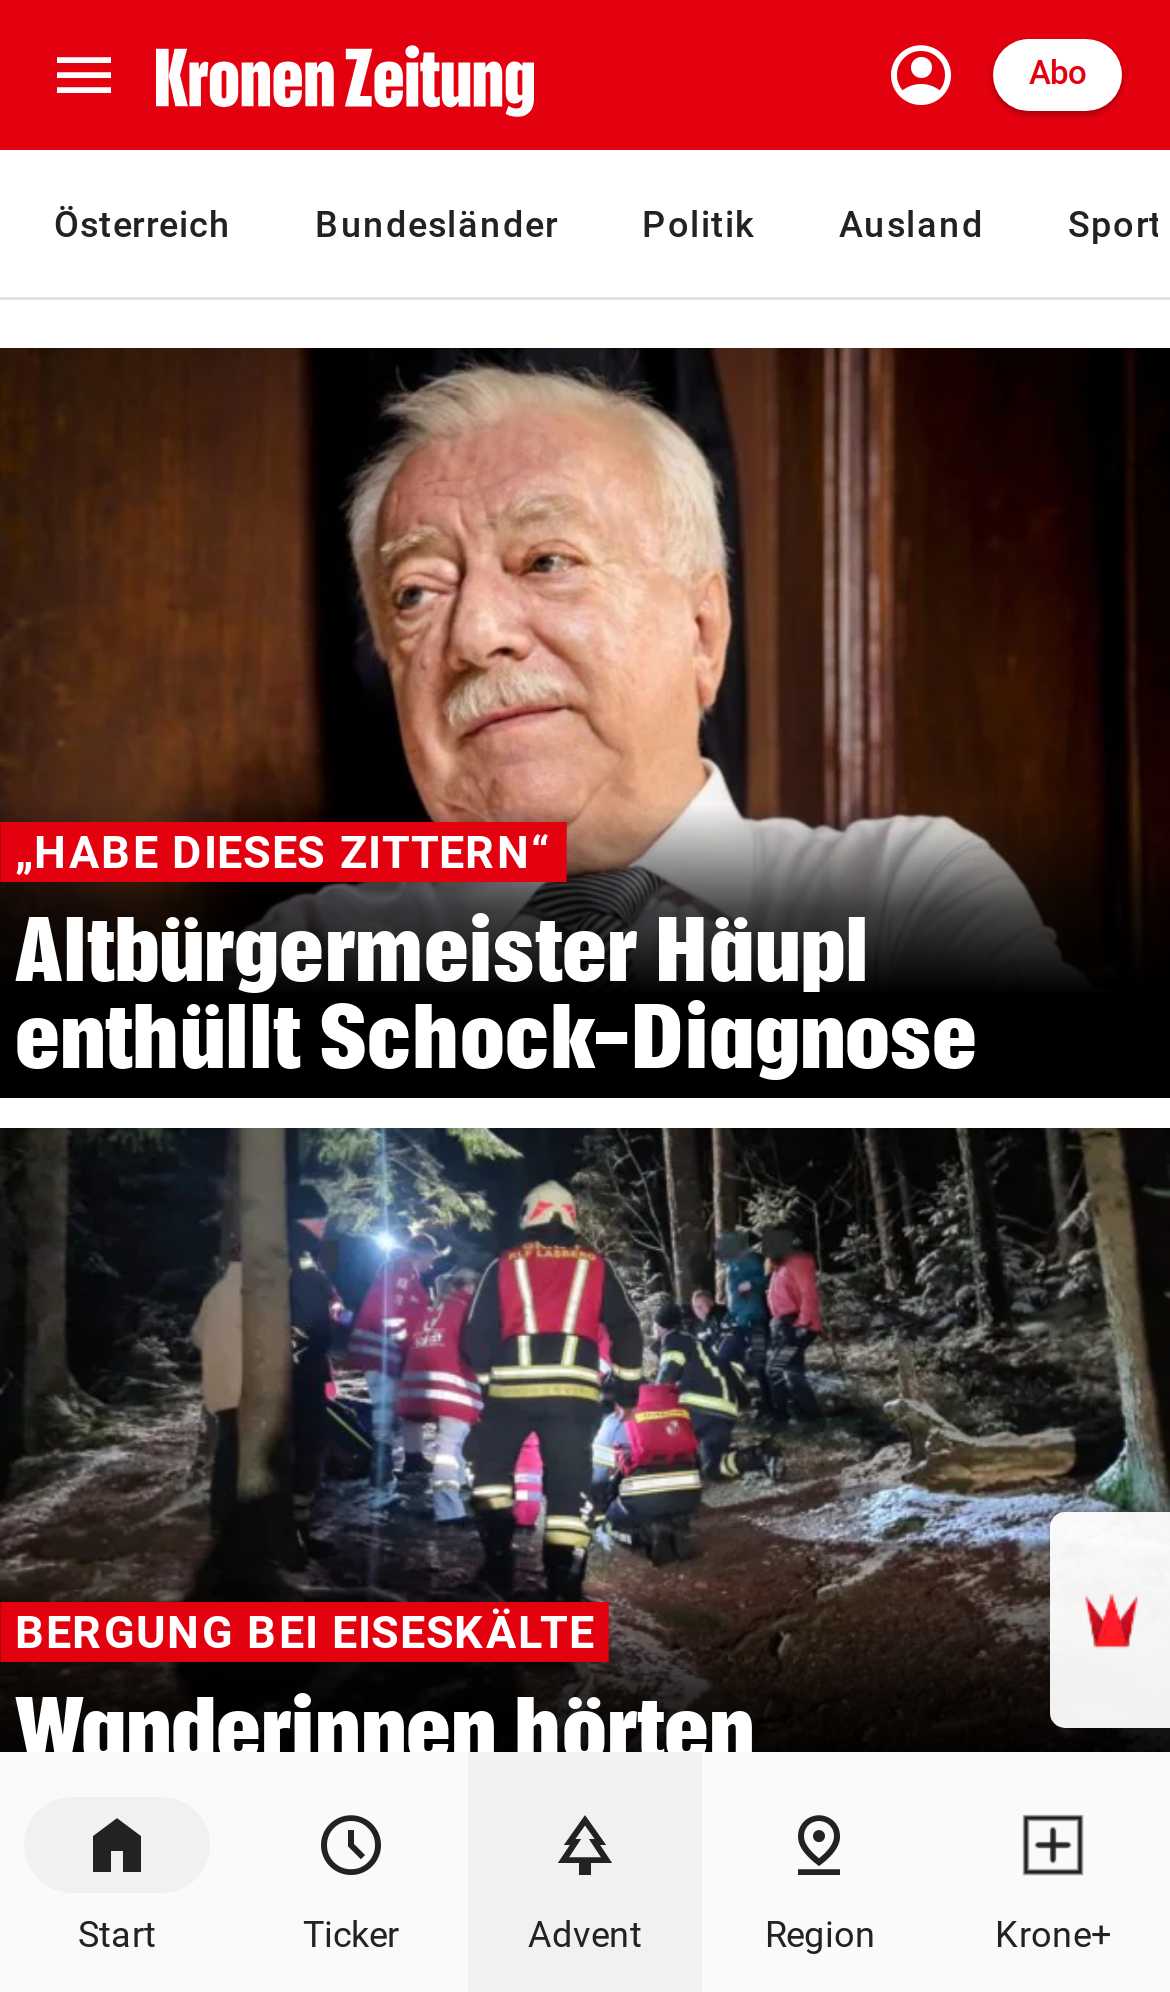 Kronen Zeitung
Abo
Österreich Bundesländer Politik Ausland Sport
„HABE DIESES ZITTERN“
Altbürgermeister Häupl
enthüllt Schock-Diagnose
BERGUNG BEI EISESKÄLTE
Wanderinnen hörten
Start Ticker Advent Region Krone+